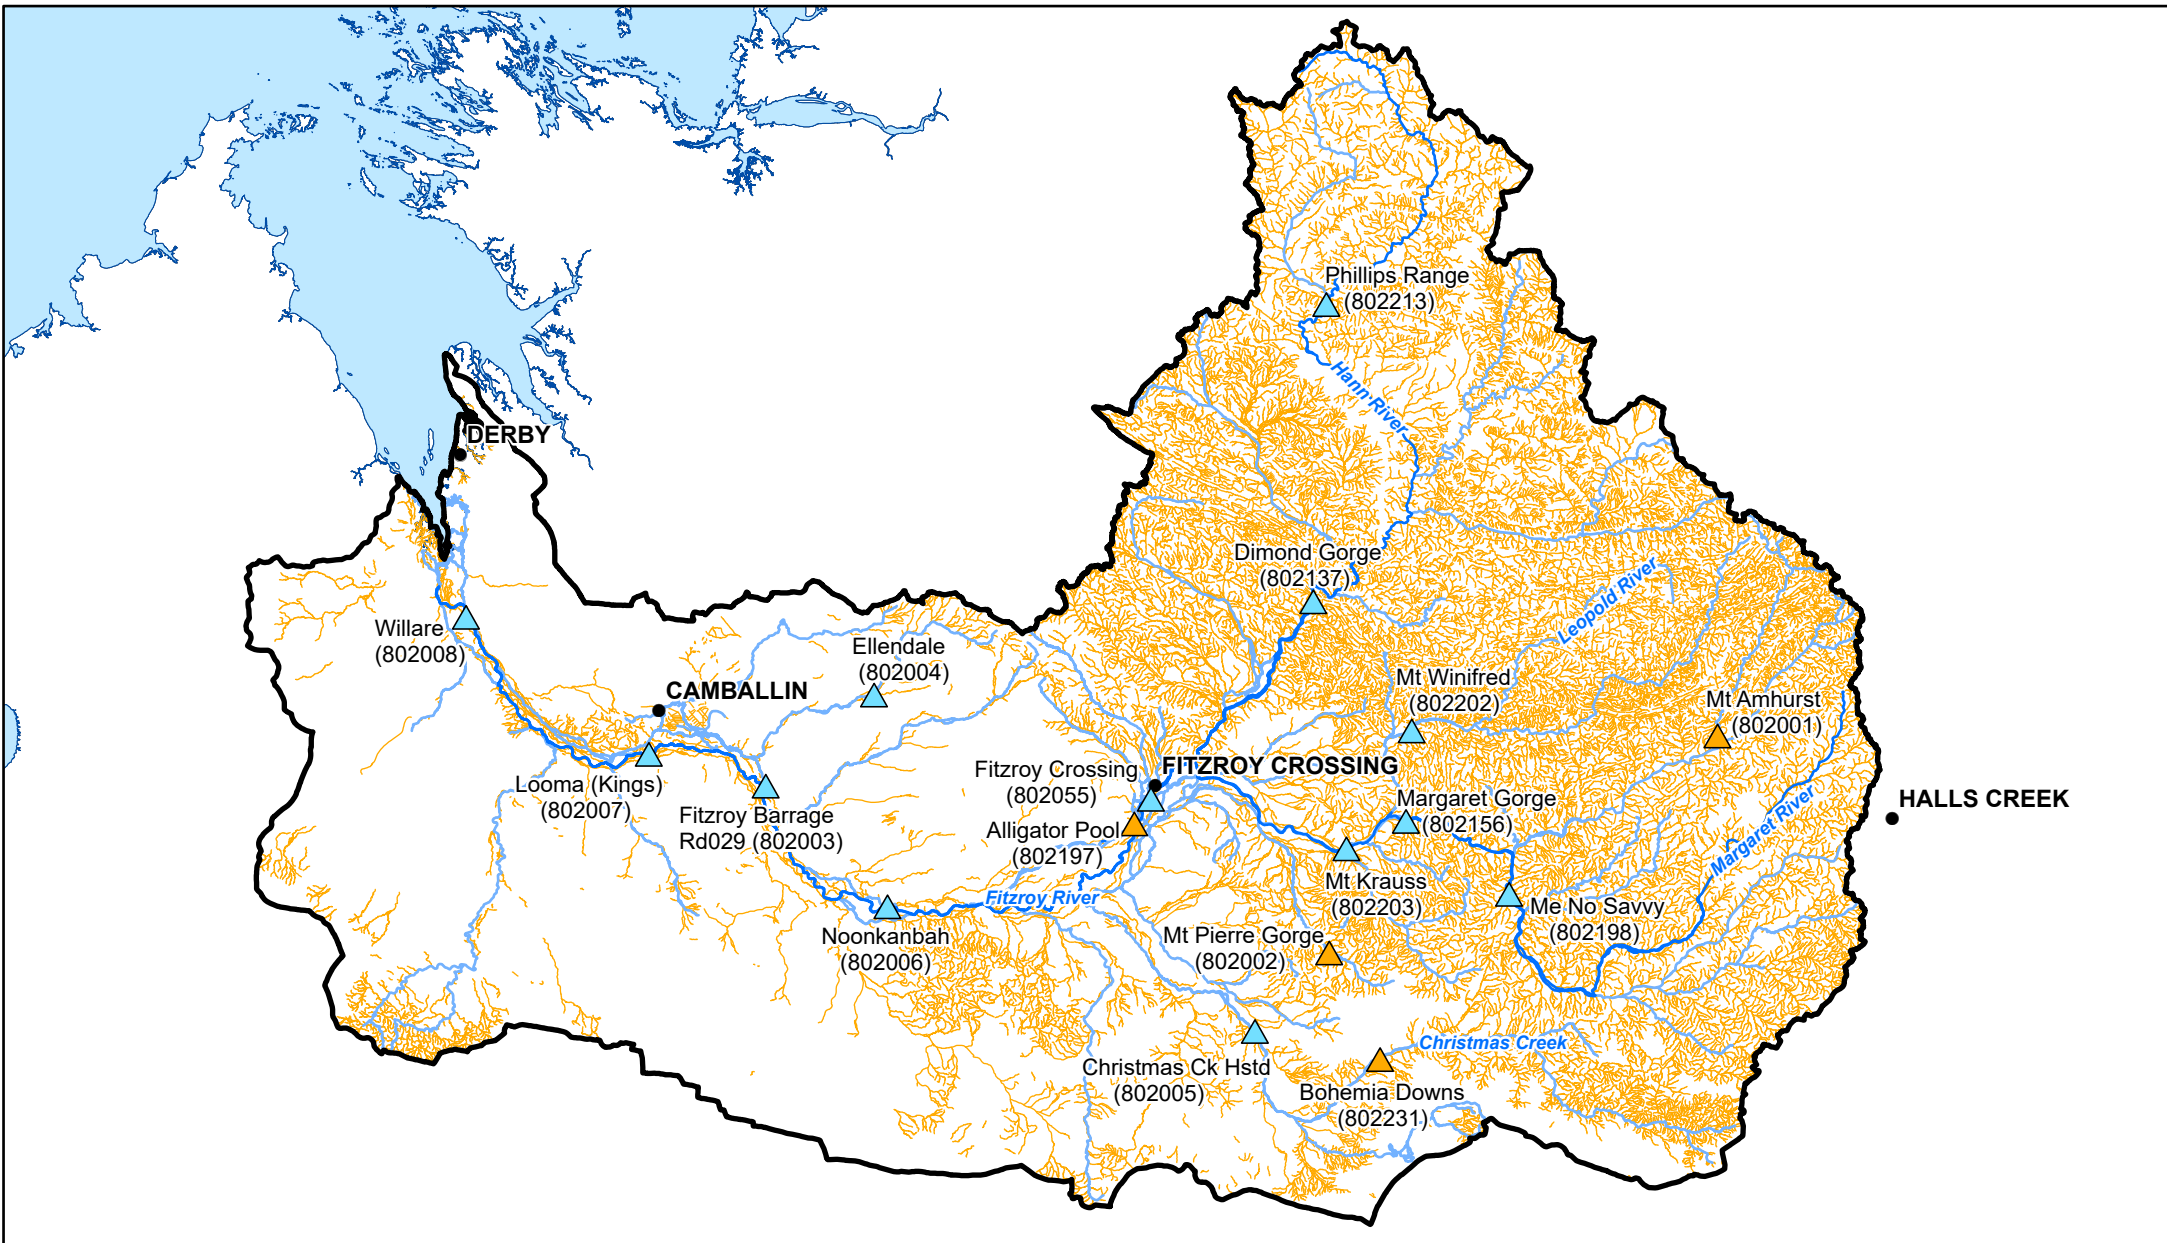 Phillips Range
(802213)
Hann River
DERBY
Dimond Gorge
(802137)
Leopold River
Willare
(802008)
Ellendale
(802004)
CAMBALLIN
Mt Winifred
(802202)
Mt Amhurst
(802001)
Looma (Kings)
(802007)
Fitzroy Barrage
Rd029 (802003)
Fitzroy Crossing
(802055)
FITZROY CROSSING
Alligator Pool
(802197)
Margaret Gorge
(802156)
Margaret River
HALLS CREEK
Mt Krauss
(802203)
Fitzroy River
Me No Savvy
(802198)
Noonkanbah
(802006)
Mt Pierre Gorge
(802002)
Christmas Creek
Christmas Ck Hstd
(802005)
Bohemia Downs
(802231)